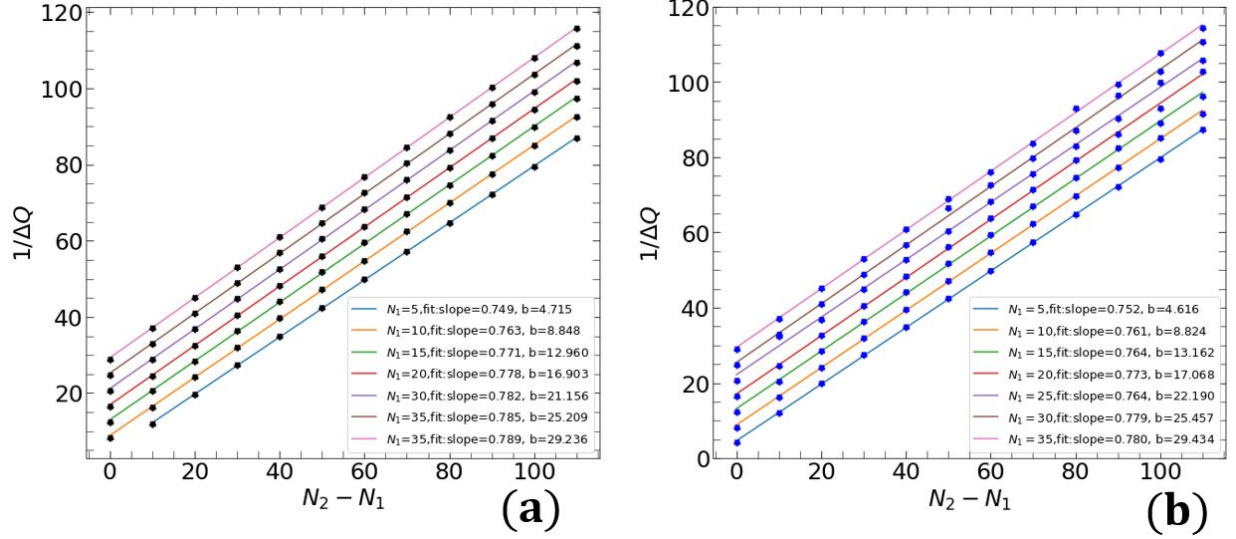 120
100
80
60
40
20
1/ΔQ
N₁=5,fit:slope=0.749, b=4.715
N₁=10,fit:slope=0.763, b=8.848
N₁=15,fit:slope=0.771, b=12.960
N₁=20,fit:slope=0.778, b=16.903
N₁=30,fit:slope=0.782, b=21.156
N₁=35,fit:slope=0.785, b=25.209
N₁=35,fit:slope=0.789, b=29.236
0 20 40 60 80 100
N₂ − N₁
(a)
120
100
80
60
40
20
0
1/ΔQ
N₁ = 5,fit:slope=0.752, b=4.616
N₁ = 10,fit:slope=0.761, b=8.824
N₁ = 15,fit:slope=0.764, b=13.162
N₁ = 20,fit:slope=0.773, b=17.068
N₁ = 25,fit:slope=0.764, b=22.190
N₁ = 30,fit:slope=0.779, b=25.457
N₁ = 35,fit:slope=0.780, b=29.434
0 20 40 60 80 100
N₂ − N₁
(b)